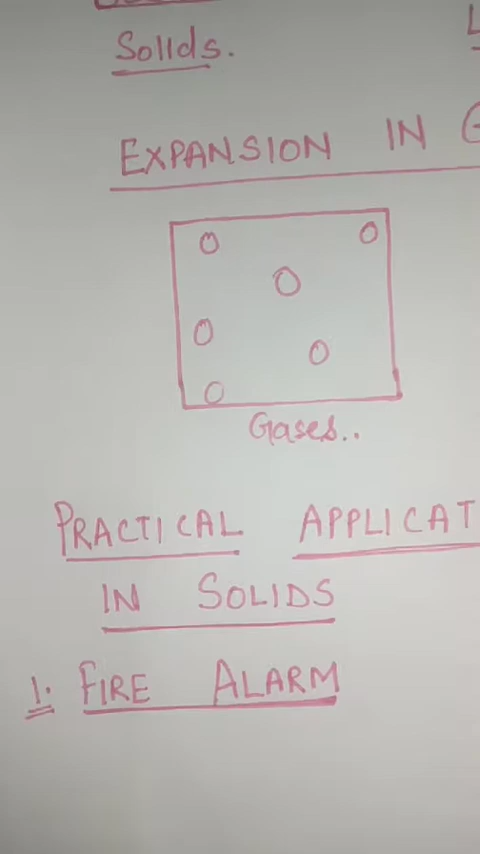 Solids.
EXPANSION IN
Gases..
PRACTICAL APPLICAT
IN SOLIDS
1. FIRE ALARM